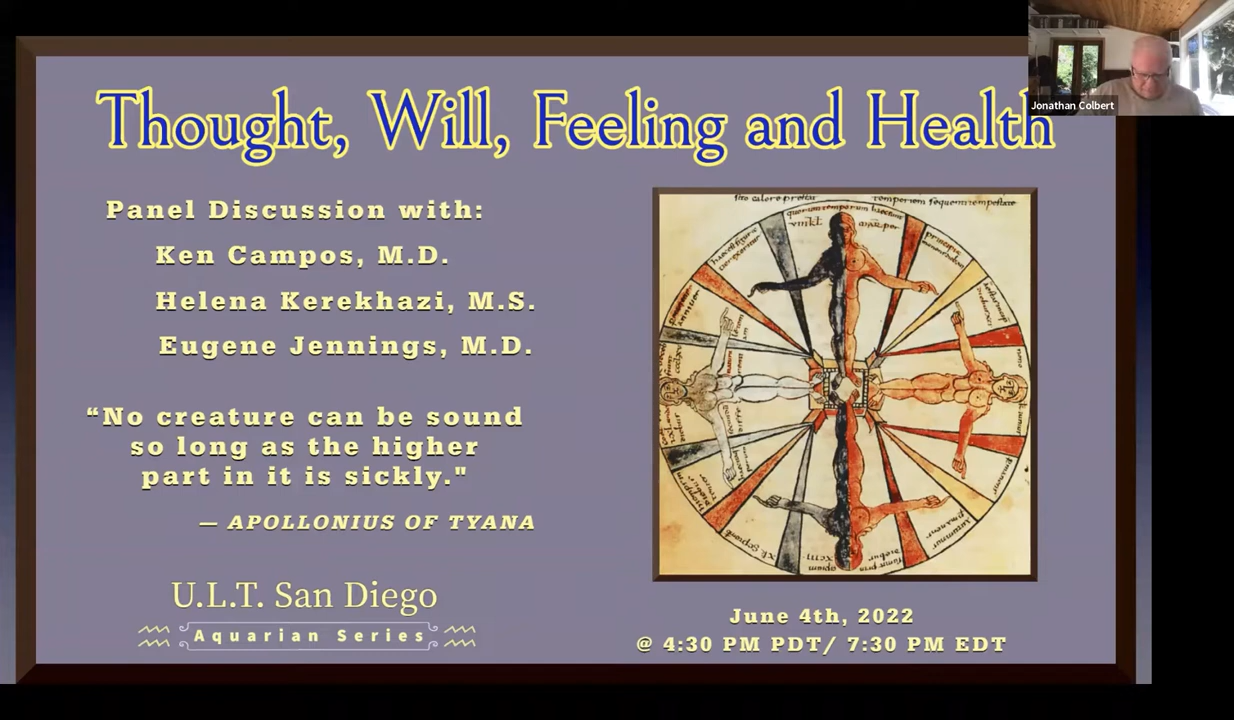 Thought, Will, Feeling and Health
Jonathan Colbert
Panel Discussion with:
Ken Campos, M.D.
Helena Kerekhazi, M.S.
Eugene Jennings, M.D.
“No creature can be sound
so long as the higher
part in it is sickly."
— APOLLONIUS OF TYANA
U.L.T. San Diego
Aquarian Series
June 4th, 2022
@ 4:30 PM PDT/ 7:30 PM EDT